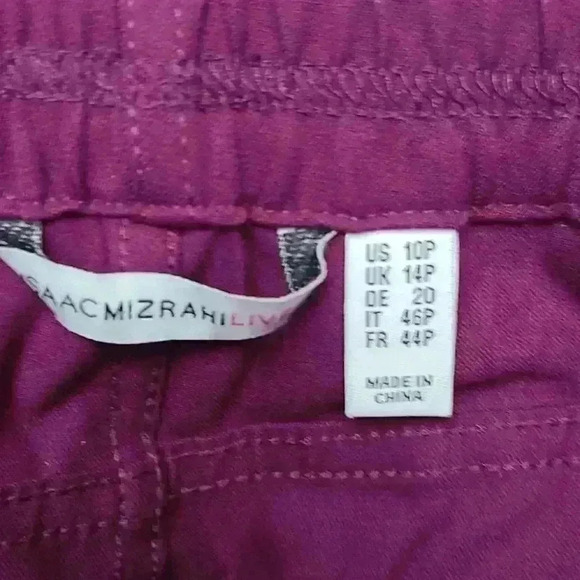 SAACMIZRAHILIVE
US 10P
UK 14P
DE 20
IT 46P
FR 44P
MADE IN
CHINA